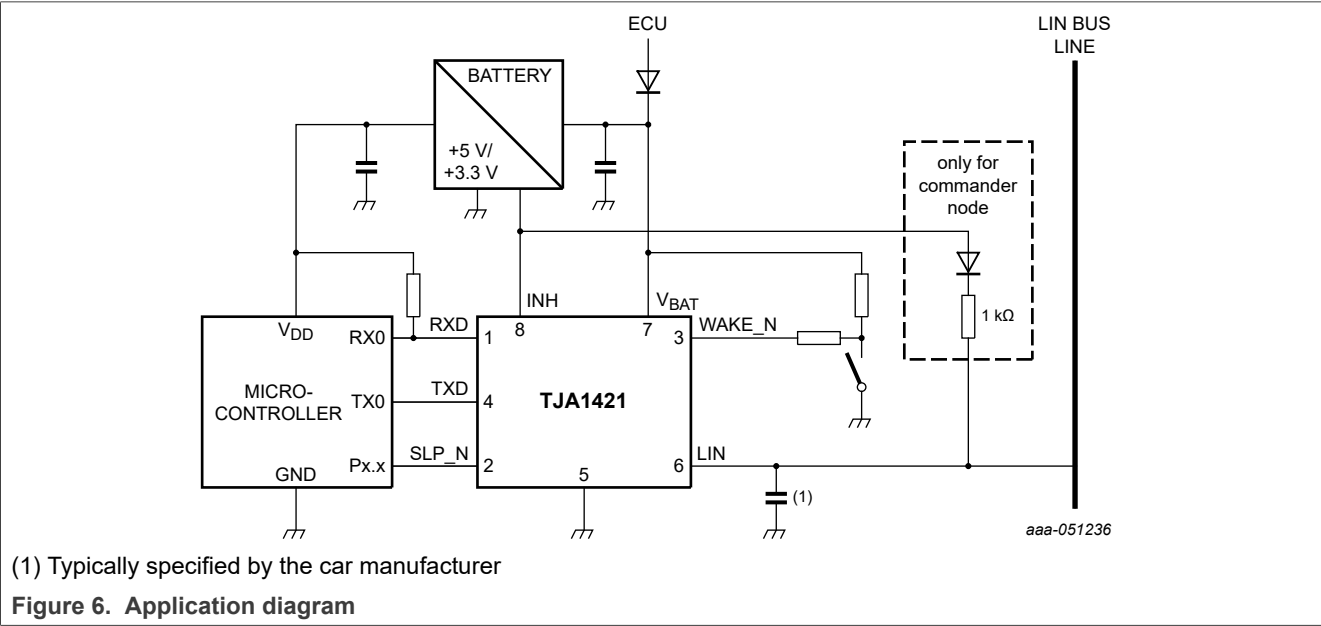 ECU
LIN BUS
LINE
BATTERY
+5 V/
+3.3 V
only for
commander
node
INH
VBAT
1 kΩ
VDD
RX0
RXD
1
8
7
3
WAKE_N
MICRO-
CONTROLLER
TX0
TXD
4
TJA1421
Px.x
SLP_N
2
GND
5
6
LIN
(1)
aaa-051236
(1) Typically specified by the car manufacturer
Figure 6. Application diagram